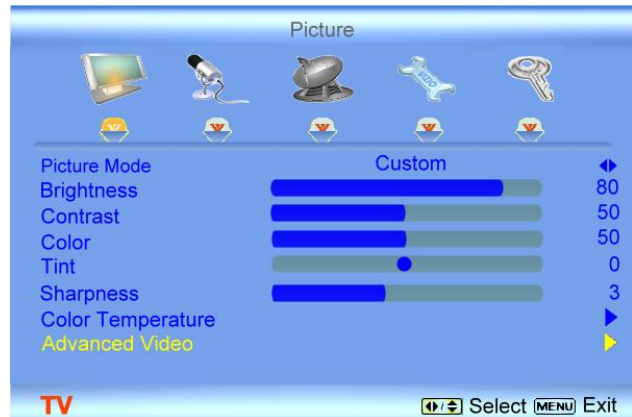 Picture
VIZIO
Picture Mode Custom
Brightness 80
Contrast 50
Color 50
Tint 0
Sharpness 3
Color Temperature
Advanced Video
TV Select MENU Exit